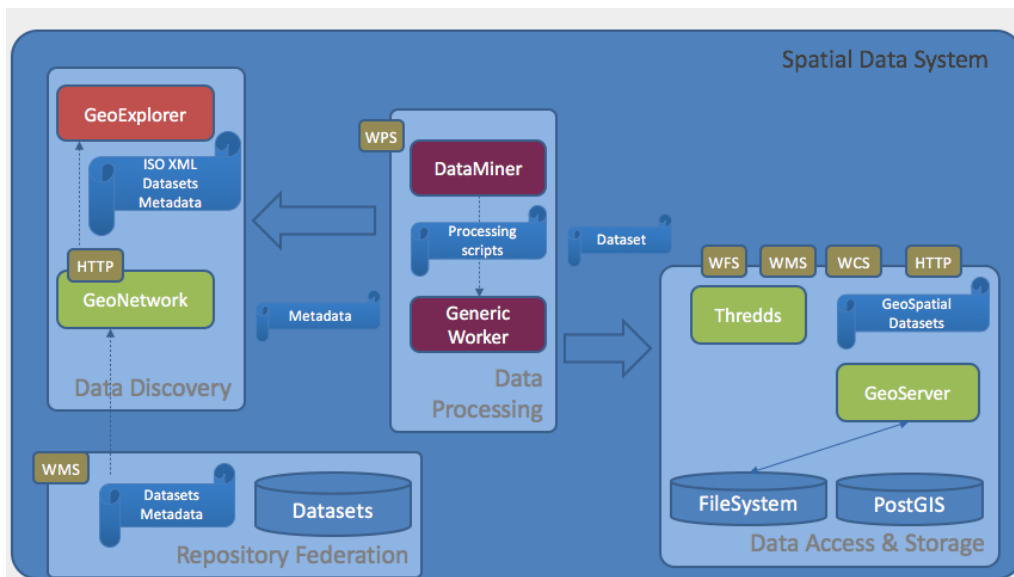 Spatial Data System
GeoExplorer
ISO XML
Datasets
Metadata
HTTP
GeoNetwork
Data Discovery
Metadata
WPS
DataMiner
Processing
scripts
Generic
Worker
Data
Processing
Dataset
WFS
WMS
WCS
HTTP
Thredds
GeoSpatial
Datasets
GeoServer
FileSystem
PostGIS
Data Access & Storage
WMS
Datasets
Metadata
Datasets
Repository Federation